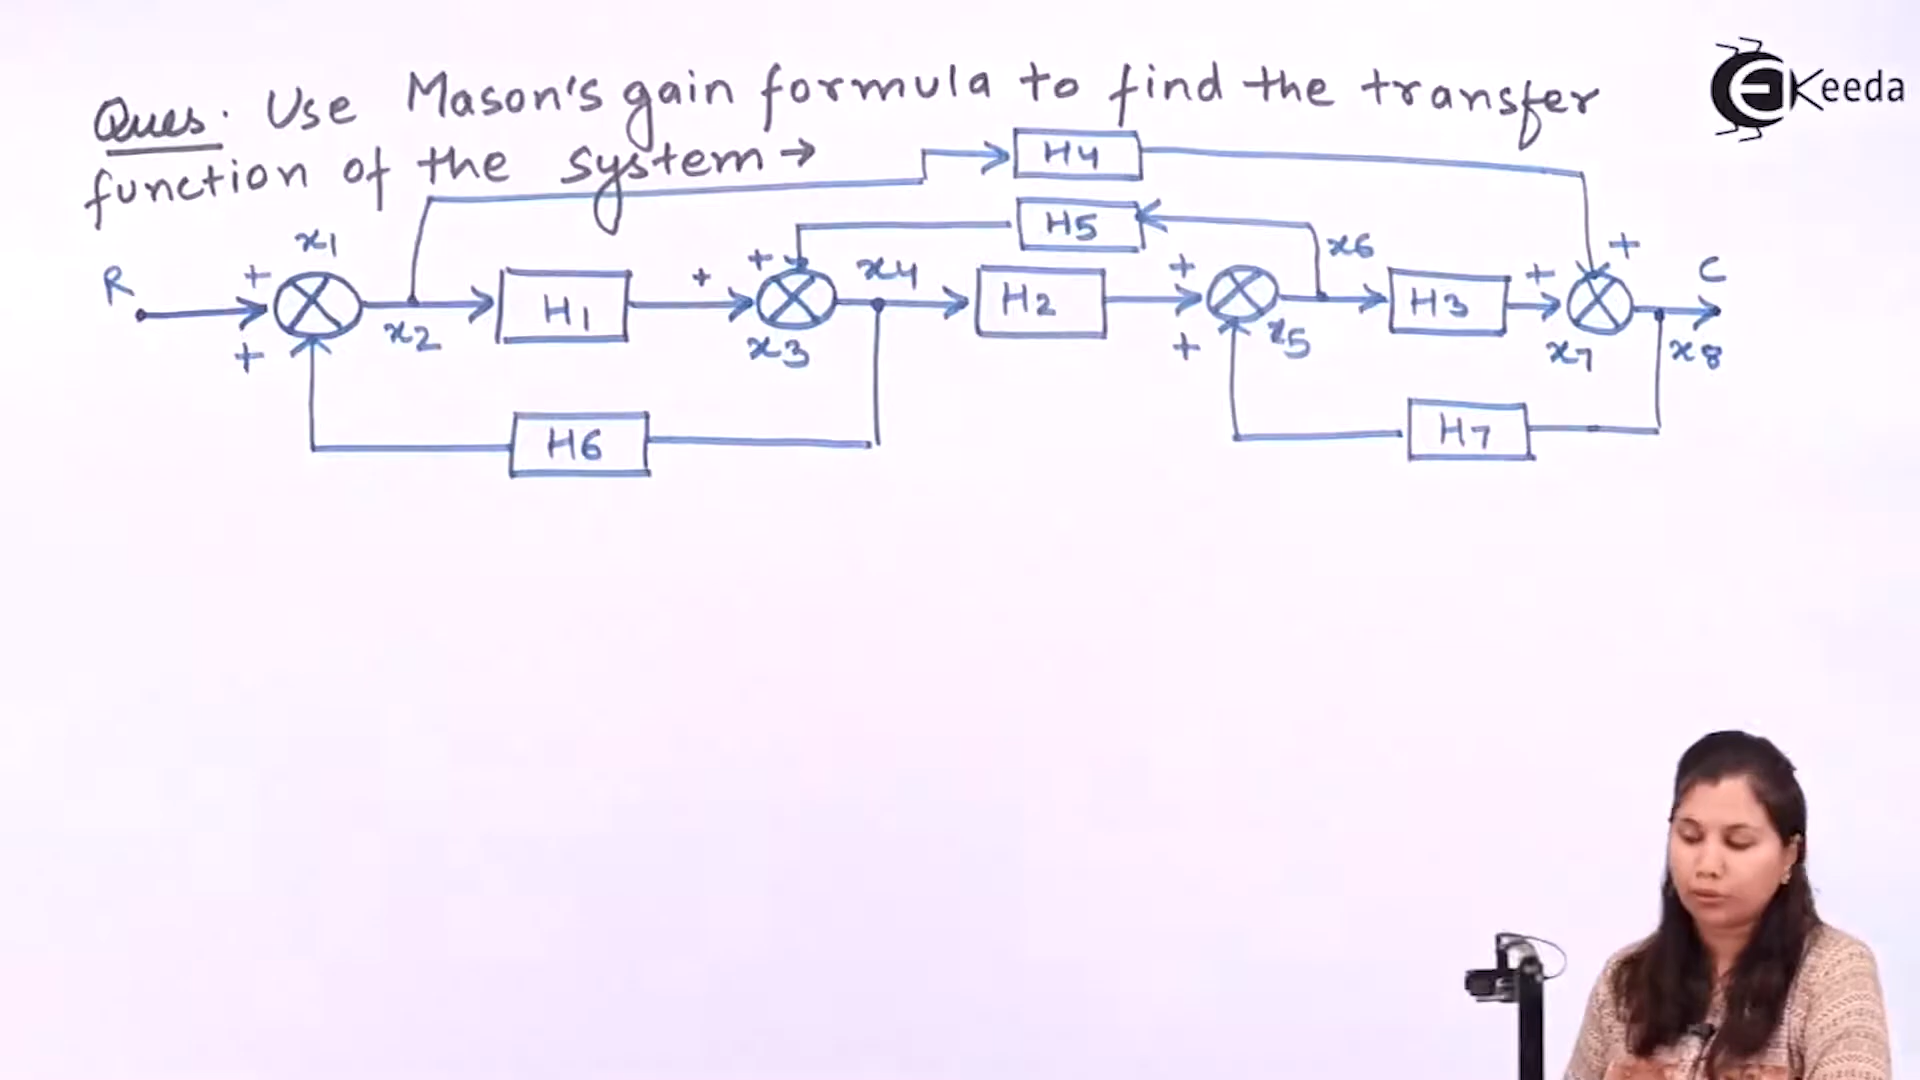 Ques. Use Mason's gain formula to find the transfer
function of the system →
EKeeda
H4
H5
x1
x4
x6
R
+
+
+
+
+
+
C
H1
H2
H3
+
x2
x3
+
x5
x7
x8
H6
H7